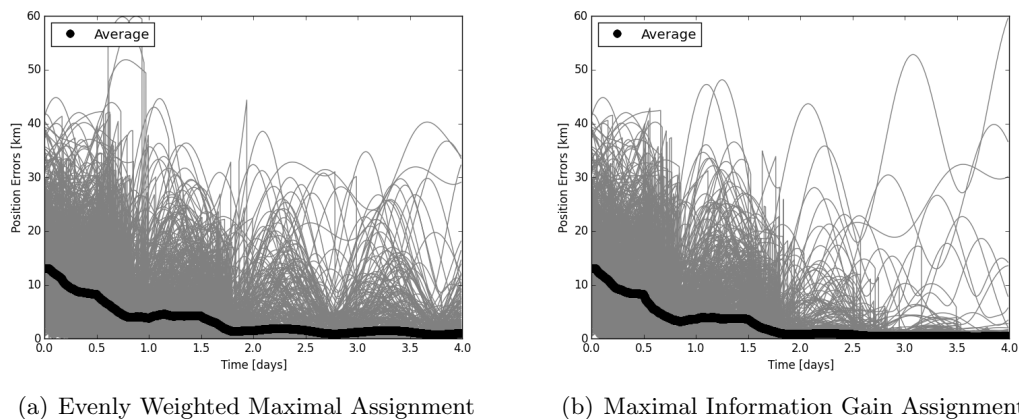 60
50
40
30
20
10
0
0.0 0.5 1.0 1.5 2.0 2.5 3.0 3.5 4.0
Position Errors [km]
Time [days]
Average
(a) Evenly Weighted Maximal Assignment
60
50
40
30
20
10
0
0.0 0.5 1.0 1.5 2.0 2.5 3.0 3.5 4.0
Position Errors [km]
Time [days]
Average
(b) Maximal Information Gain Assignment